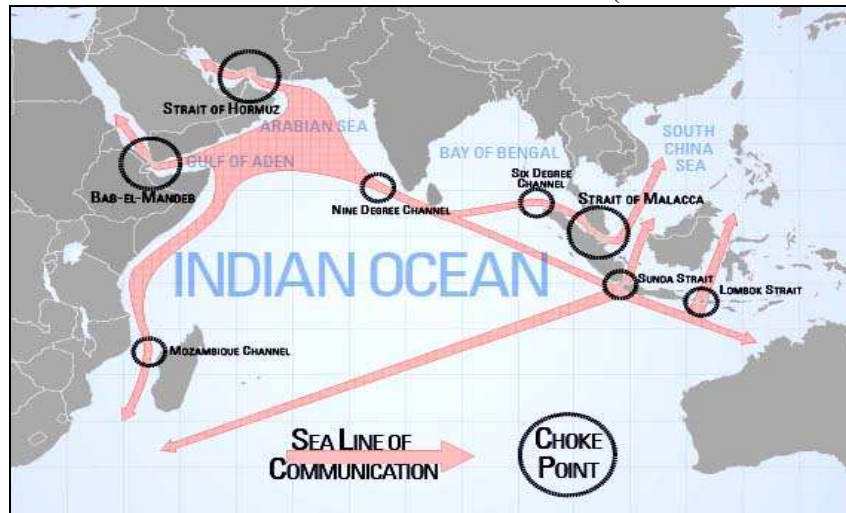 (
STRAIT OF HORMUZ
ARABIAN SEA
GULF OF ADEN
BAB-EL-MANDEB
BAY OF BENGAL
SOUTH
CHINA
SEA
SIX DEGREE
CHANNEL
NINE DEGREE CHANNEL
STRAIT OF MALACCA
INDIAN OCEAN
SUNDA STRAIT
LOMBOK STRAIT
MOZAMBIQUE CHANNEL
SEA LINE OF
COMMUNICATION
CHOKE
POINT